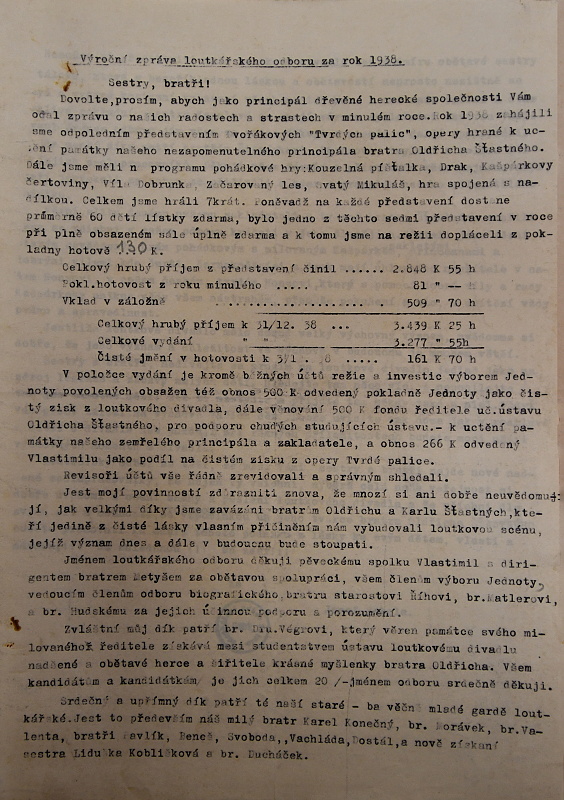 Výroční zpráva loutkářského odboru za rok 1938.
Sestry, bratři!
Dovolte,prosím, abych jako principál dřevěné herecké společnosti Vám
odal zprávu o našich radostech a strastech v minulém roce.Rok 1938 zahájili
sme odpoledním představením Dvořákových "Tvrdých palic", opery hrané k uc-
ění památky našeho nezapomenutelného principála bratra Oldřicha Šťastného.
Dále jsme měli n programu pohádkové hry:Kouzelná píšťalka, Drak, Kašpárkovy
čertoviny, Víla Dobrunka, Začarovaný les, Svatý Mikuláš, hra spojená s na-
dílkou. Celkem jsme hráli 7krát. Poněvadž na každé představení dostane
průměrně 60 dětí lístky zdarma, bylo jedno z těchto sedmi představení v roce
při plně obsazeném sále úplně zdarma a k tomu jsme na režii dopláceli z pok-
ladny hotově 130 K.
Celkový hrubý příjem z představení činil ...... 2.848 K 55 h
Pokl.hotovost z roku minulého ..... 81 " -- h
Vklad v záložně .................... 509 " 70 h
Celkový hrubý příjem k 31/12. 38 ... 3.439 K 25 h
Celkové vydání " " 3.277 " 55h
Čisté jmění v hotovosti k 3/1 . 8 ..... 161 K 70 h
V položce vydání je kromě běžných účtů režie a investic výborem Jed-
noty povolených obsažen též obnos 500 K odvedený pokladně Jednoty jako čis-
tý zisk z loutkového divadla, dále věnování 500 K fondu ředitele uč.ústavu
Oldřicha Šťastného, pro podporu chudých studujících ústavu.- k uctění pa-
mátky našeho zemřelého principála a zakladatele, a obnos 266 K odvedený
Vlastimilu jako podíl na čistém zisku z opery Tvrdé palice.
Revisoři účtů vše řádně zrevidovali a správným shledali.
Jest mojí povinností zdůrazniti znova, že mnozí si ani dobře neuvědomují
jí, jak velkými díky jsme zavázáni bratrům Oldřichu a Karlu Šťastných,kte-
ří jedině z čisté lásky vlasním přičiněním nám vybudovali loutkovou scénu,
jejíž význam dnes a dále v budoucnu bude stoupati.
Jménem loutkářského odboru děkuji pěveckému spolku Vlastimil s diri-
gentem bratrem Metyšem za obětavou spolupráci, všem členům výboru Jednoty,
vedoucím členům odboru biografického,bratru starostovi Říhovi, br.Matlerovi,
a br. Hudskému za jejich účinnou podporu a porozumění.
Zvláštní můj dík patří br. Dru.Végrovi, který věren památce svého mi-
lovaného ředitele získává mezi studentstvem ústavu loutkovému divadlu
nadšené a obětavé herce a šiřitele krásné myšlenky bratra Oldřicha. Všem
kandidátům a kandidátkám/ je jich celkem 20 /-jménem odboru srdečně děkuji.
Srdečný a upřímný dík patří té naší staré - ba věčně mladé gardě lout-
kářské.Jest to především náš milý bratr Karel Konečný, br. Morávek, br.Va-
lenta, bratři Pavlík, Beneš, Svoboda,,Vachláda,Dostál,a nově získaní
sestra Liduška Koblišková a br. Ducháček.